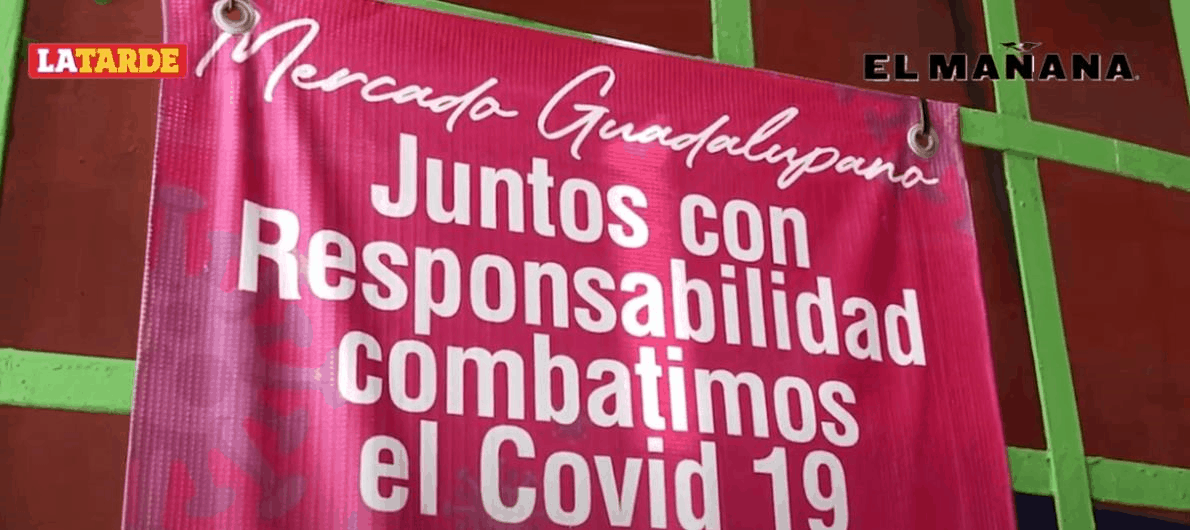 LATARDE
EL MAÑANA
Mercado Guadalupano
Juntos con
Responsabilidad
combatimos
el Covid 19